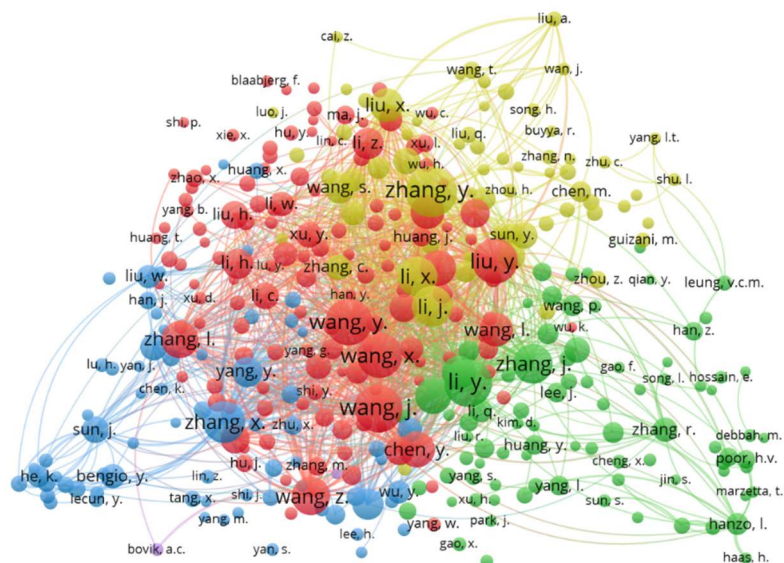 liu, a.
cai, z.
wang, t.
wan, j.
blaabjerg, f.
liu, x.
wu, c.
song, h.
shi, p.
luo, j.
ma, j.
hu, y.
lin, c.
li, z.
xu, l.
liu, q.
buyya, r.
yang, l.t.
xie, x.
huang, x.
wu, h.
zhang, n.
zhu, c.
zhao, x.
wang, s.
zhang, y.
zhou, h.
chen, m.
shu, l.
yang, b.
li, w.
liu, h.
huang, t.
xu, y.
huang, j.
sun, y.
guizani, m.
li, h.
lu, y.
zhang, c.
li, x.
liu, y.
liu, w.
zhou, z.
qian, y.
leung, v.c.m.
han, j.
xu, d.
li, c.
han, y.
li, j.
wang, p.
zhang, l.
wang, y.
wang, l.
wu, k.
han, z.
lu, h.
yan, j.
yang, g.
wang, x.
zhang, j.
gao, f.
yang, y.
chen, k.
shi, y.
li, y.
lee, j.
song, l.
hossain, e.
sun, j.
zhang, x.
zhu, x.
wang, j.
li, q.
kim, d.
zhang, r.
debbah, m.
liu, r.
huang, y.
hu, j.
zhang, m.
chen, y.
cheng, x.
poor, h.v.
he, k.
bengio, y.
lin, z.
yang, s.
yang, l.
jin, s.
marzetta, t.
lecun, y.
tang, x.
shi, j.
wang, z.
wu, y.
xu, h.
sun, s.
yang, m.
yang, w.
park, j.
hanzo, l.
bovik, a.c.
yan, s.
lee, h.
gao, x.
haas, h.